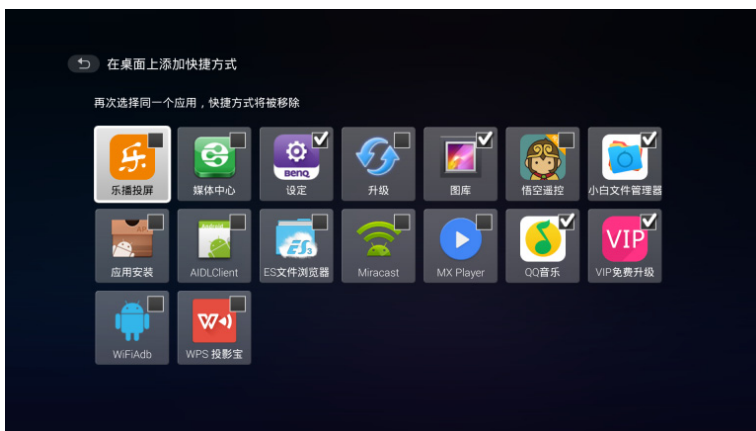 在桌面上添加快捷方式
再次选择同一个应用，快捷方式将被移除
乐
乐播投屏
媒体中心
BenQ
设定
升级
图库
悟空遥控
小白文件管理器
应用安装
AIDLClient
ES文件浏览器
Miracast
MX Player
QQ音乐
VIP
VIP免费升级
WiFiAdb
W
WPS 投影宝